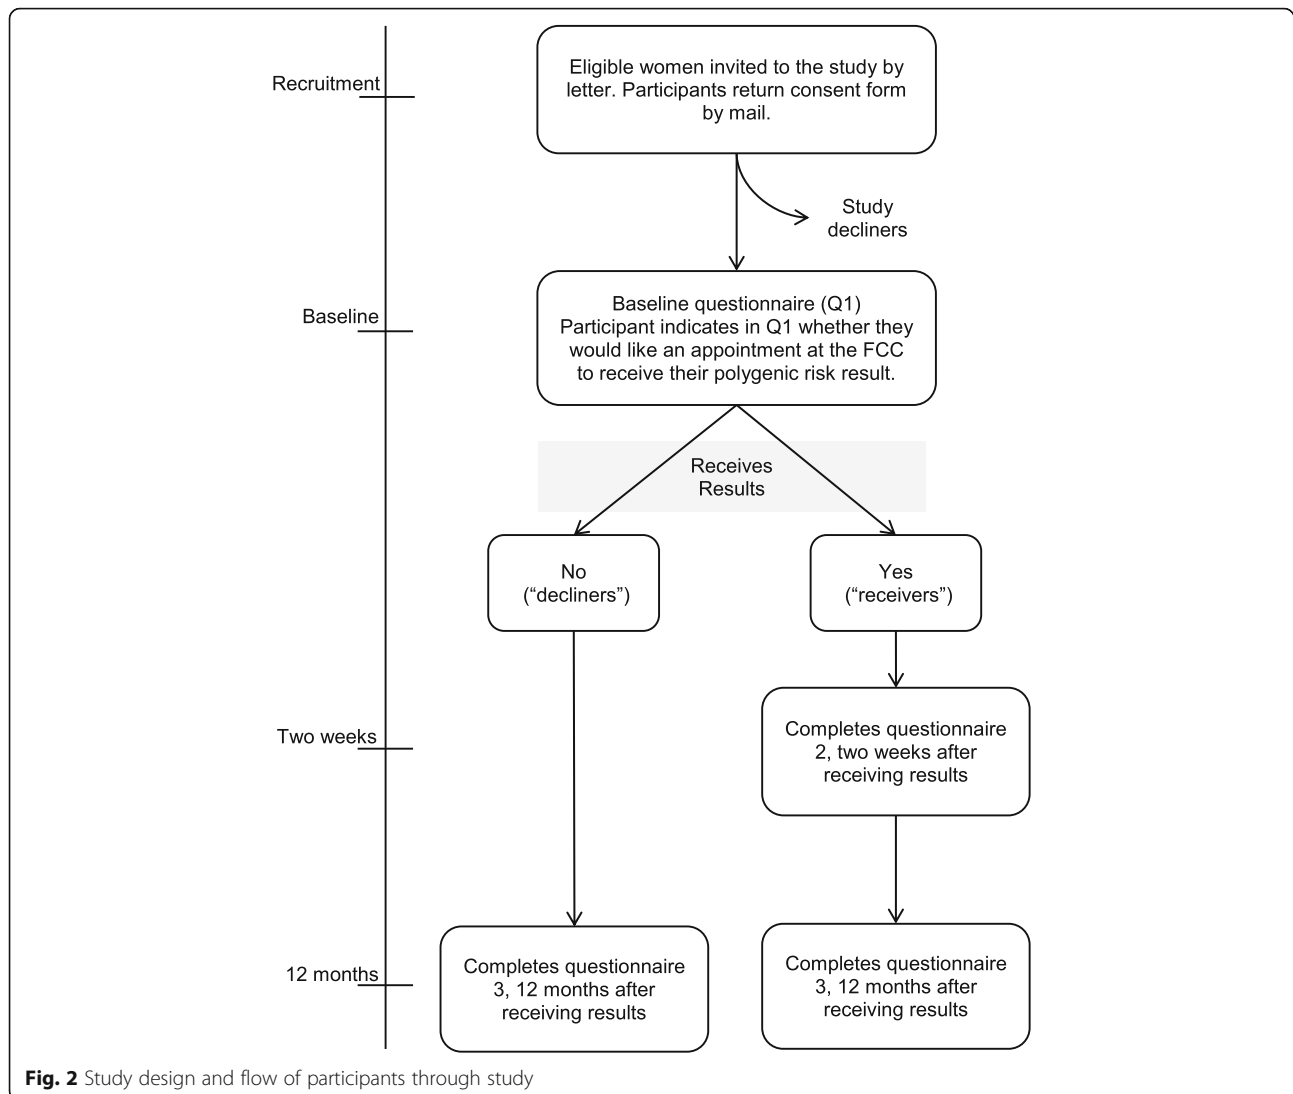 Recruitment
Eligible women invited to the study by
letter. Participants return consent form
by mail.
Study
decliners
Baseline
Baseline questionnaire (Q1)
Participant indicates in Q1 whether they
would like an appointment at the FCC
to receive their polygenic risk result.
Receives
Results
No
(“decliners”)
Yes
(“receivers”)
Two weeks
Completes questionnaire
2, two weeks after
receiving results
12 months
Completes questionnaire
3, 12 months after
receiving results
Completes questionnaire
3, 12 months after
receiving results
Fig. 2 Study design and flow of participants through study